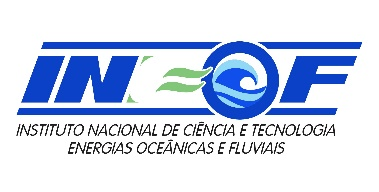 INEOF
INSTITUTO NACIONAL DE CIÊNCIA E TECNOLOGIA
ENERGIAS OCEÂNICAS E FLUVIAIS